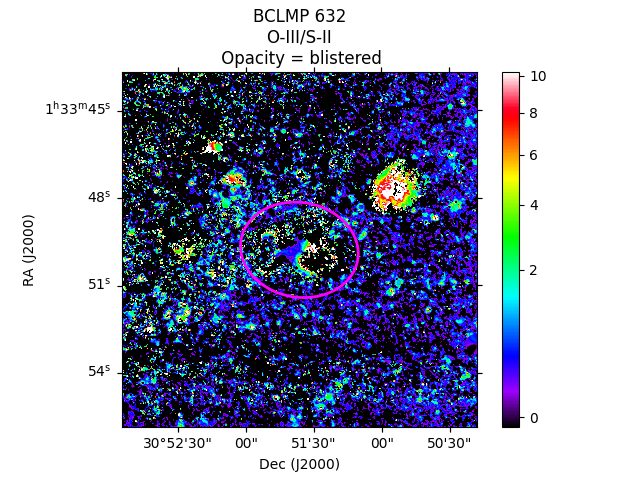 BCLMP 632
O-III/S-II
Opacity = blistered
1ʰ33ᵐ45ˢ
48ˢ
51ˢ
54ˢ
RA (J2000)
30°52'30" 00" 51'30" 00" 50'30"
Dec (J2000)
10
8
6
4
2
0